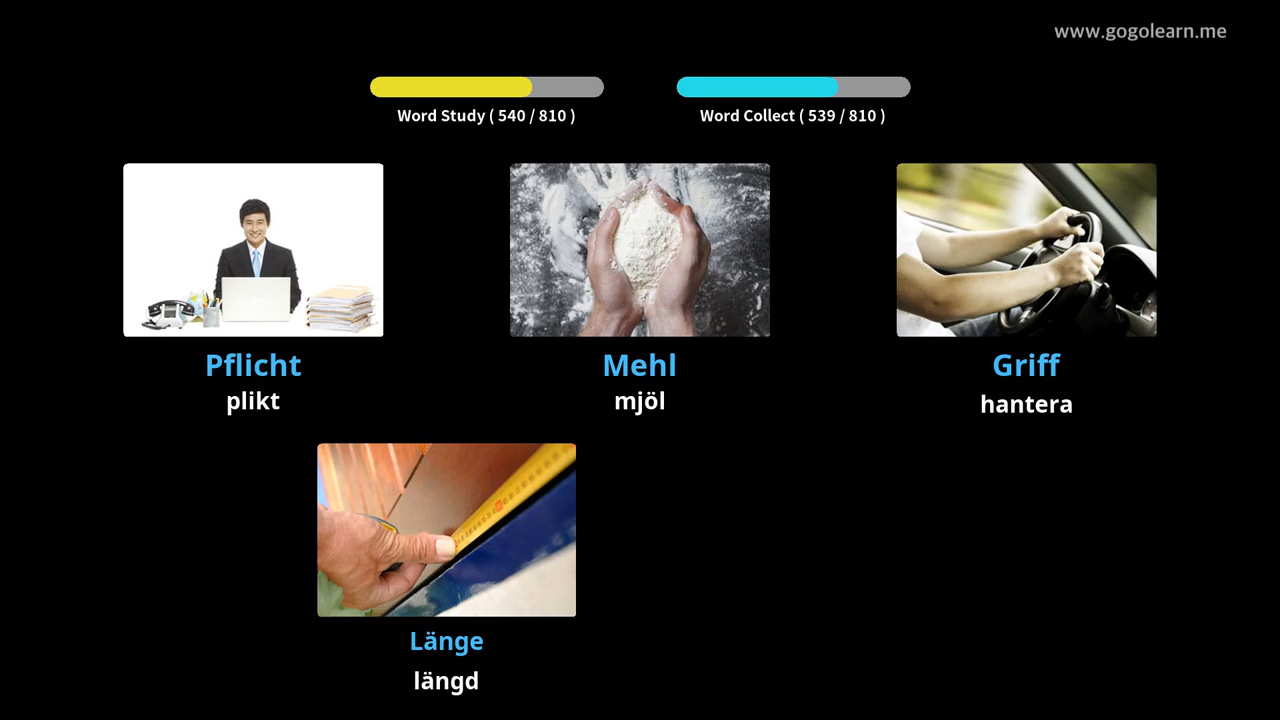 www.gogolearn.me
Word Study ( 540 / 810 )
Word Collect ( 539 / 810 )
Pflicht
plikt
Mehl
mjöl
Griff
hantera
Länge
längd